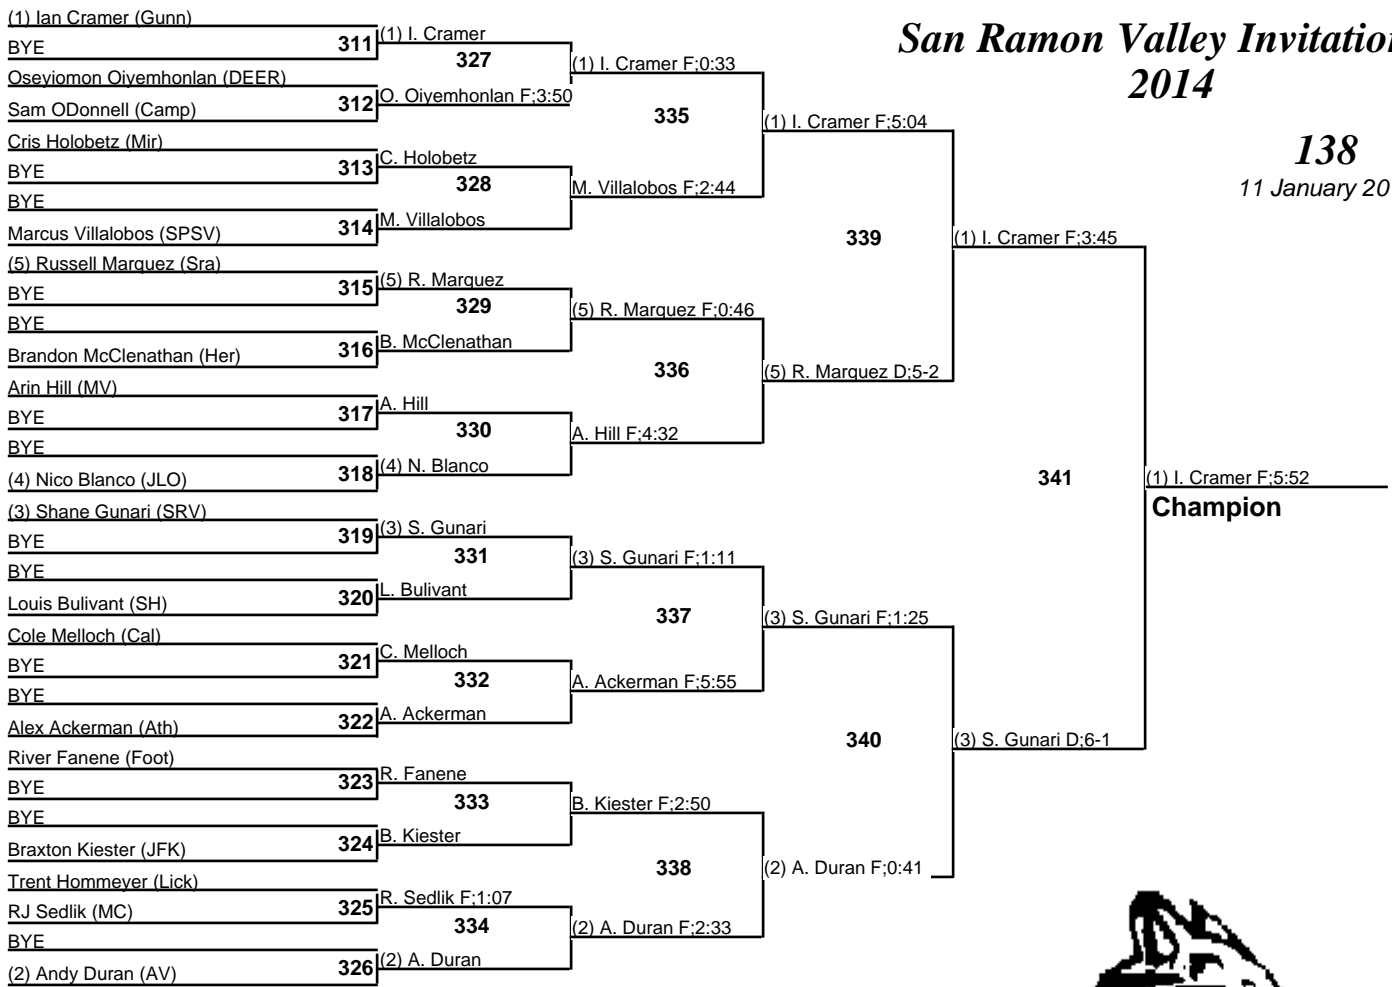 San Ramon Valley Invitation
2014
138
11 January 20
(1) Ian Cramer (Gunn)
BYE
311
Oseyiomon Oiyemhonlan (DEER)
Sam ODonnell (Camp)
312
Cris Holobetz (Mir)
BYE
313
BYE
Marcus Villalobos (SPSV)
314
(5) Russell Marquez (Sra)
BYE
315
BYE
Brandon McClenathan (Her)
316
Arin Hill (MV)
BYE
317
BYE
(4) Nico Blanco (JLO)
318
(3) Shane Gunari (SRV)
BYE
319
BYE
Louis Bulivant (SH)
320
Cole Melloch (Cal)
BYE
321
BYE
Alex Ackerman (Ath)
322
River Fanene (Foot)
BYE
323
BYE
Braxton Kiester (JFK)
324
Trent Hommeyer (Lick)
RJ Sedlik (MC)
325
BYE
(2) Andy Duran (AV)
326
(1) I. Cramer
327
O. Oiyemhonlan F;3:50
C. Holobetz
328
M. Villalobos
(5) R. Marquez
329
B. McClenathan
A. Hill
330
(4) N. Blanco
(3) S. Gunari
331
L. Bulivant
C. Melloch
332
A. Ackerman
R. Fanene
333
B. Kiester
R. Sedlik F;1:07
334
(2) A. Duran
(1) I. Cramer F;0:33
335
M. Villalobos F;2:44
(5) R. Marquez F;0:46
336
A. Hill F;4:32
(3) S. Gunari F;1:11
337
A. Ackerman F;5:55
B. Kiester F;2:50
338
(2) A. Duran F;2:33
(1) I. Cramer F;5:04
339
(5) R. Marquez D;5-2
(3) S. Gunari F;1:25
340
(2) A. Duran F;0:41
(1) I. Cramer F;3:45
341
(3) S. Gunari D;6-1
(1) I. Cramer F;5:52
Champion